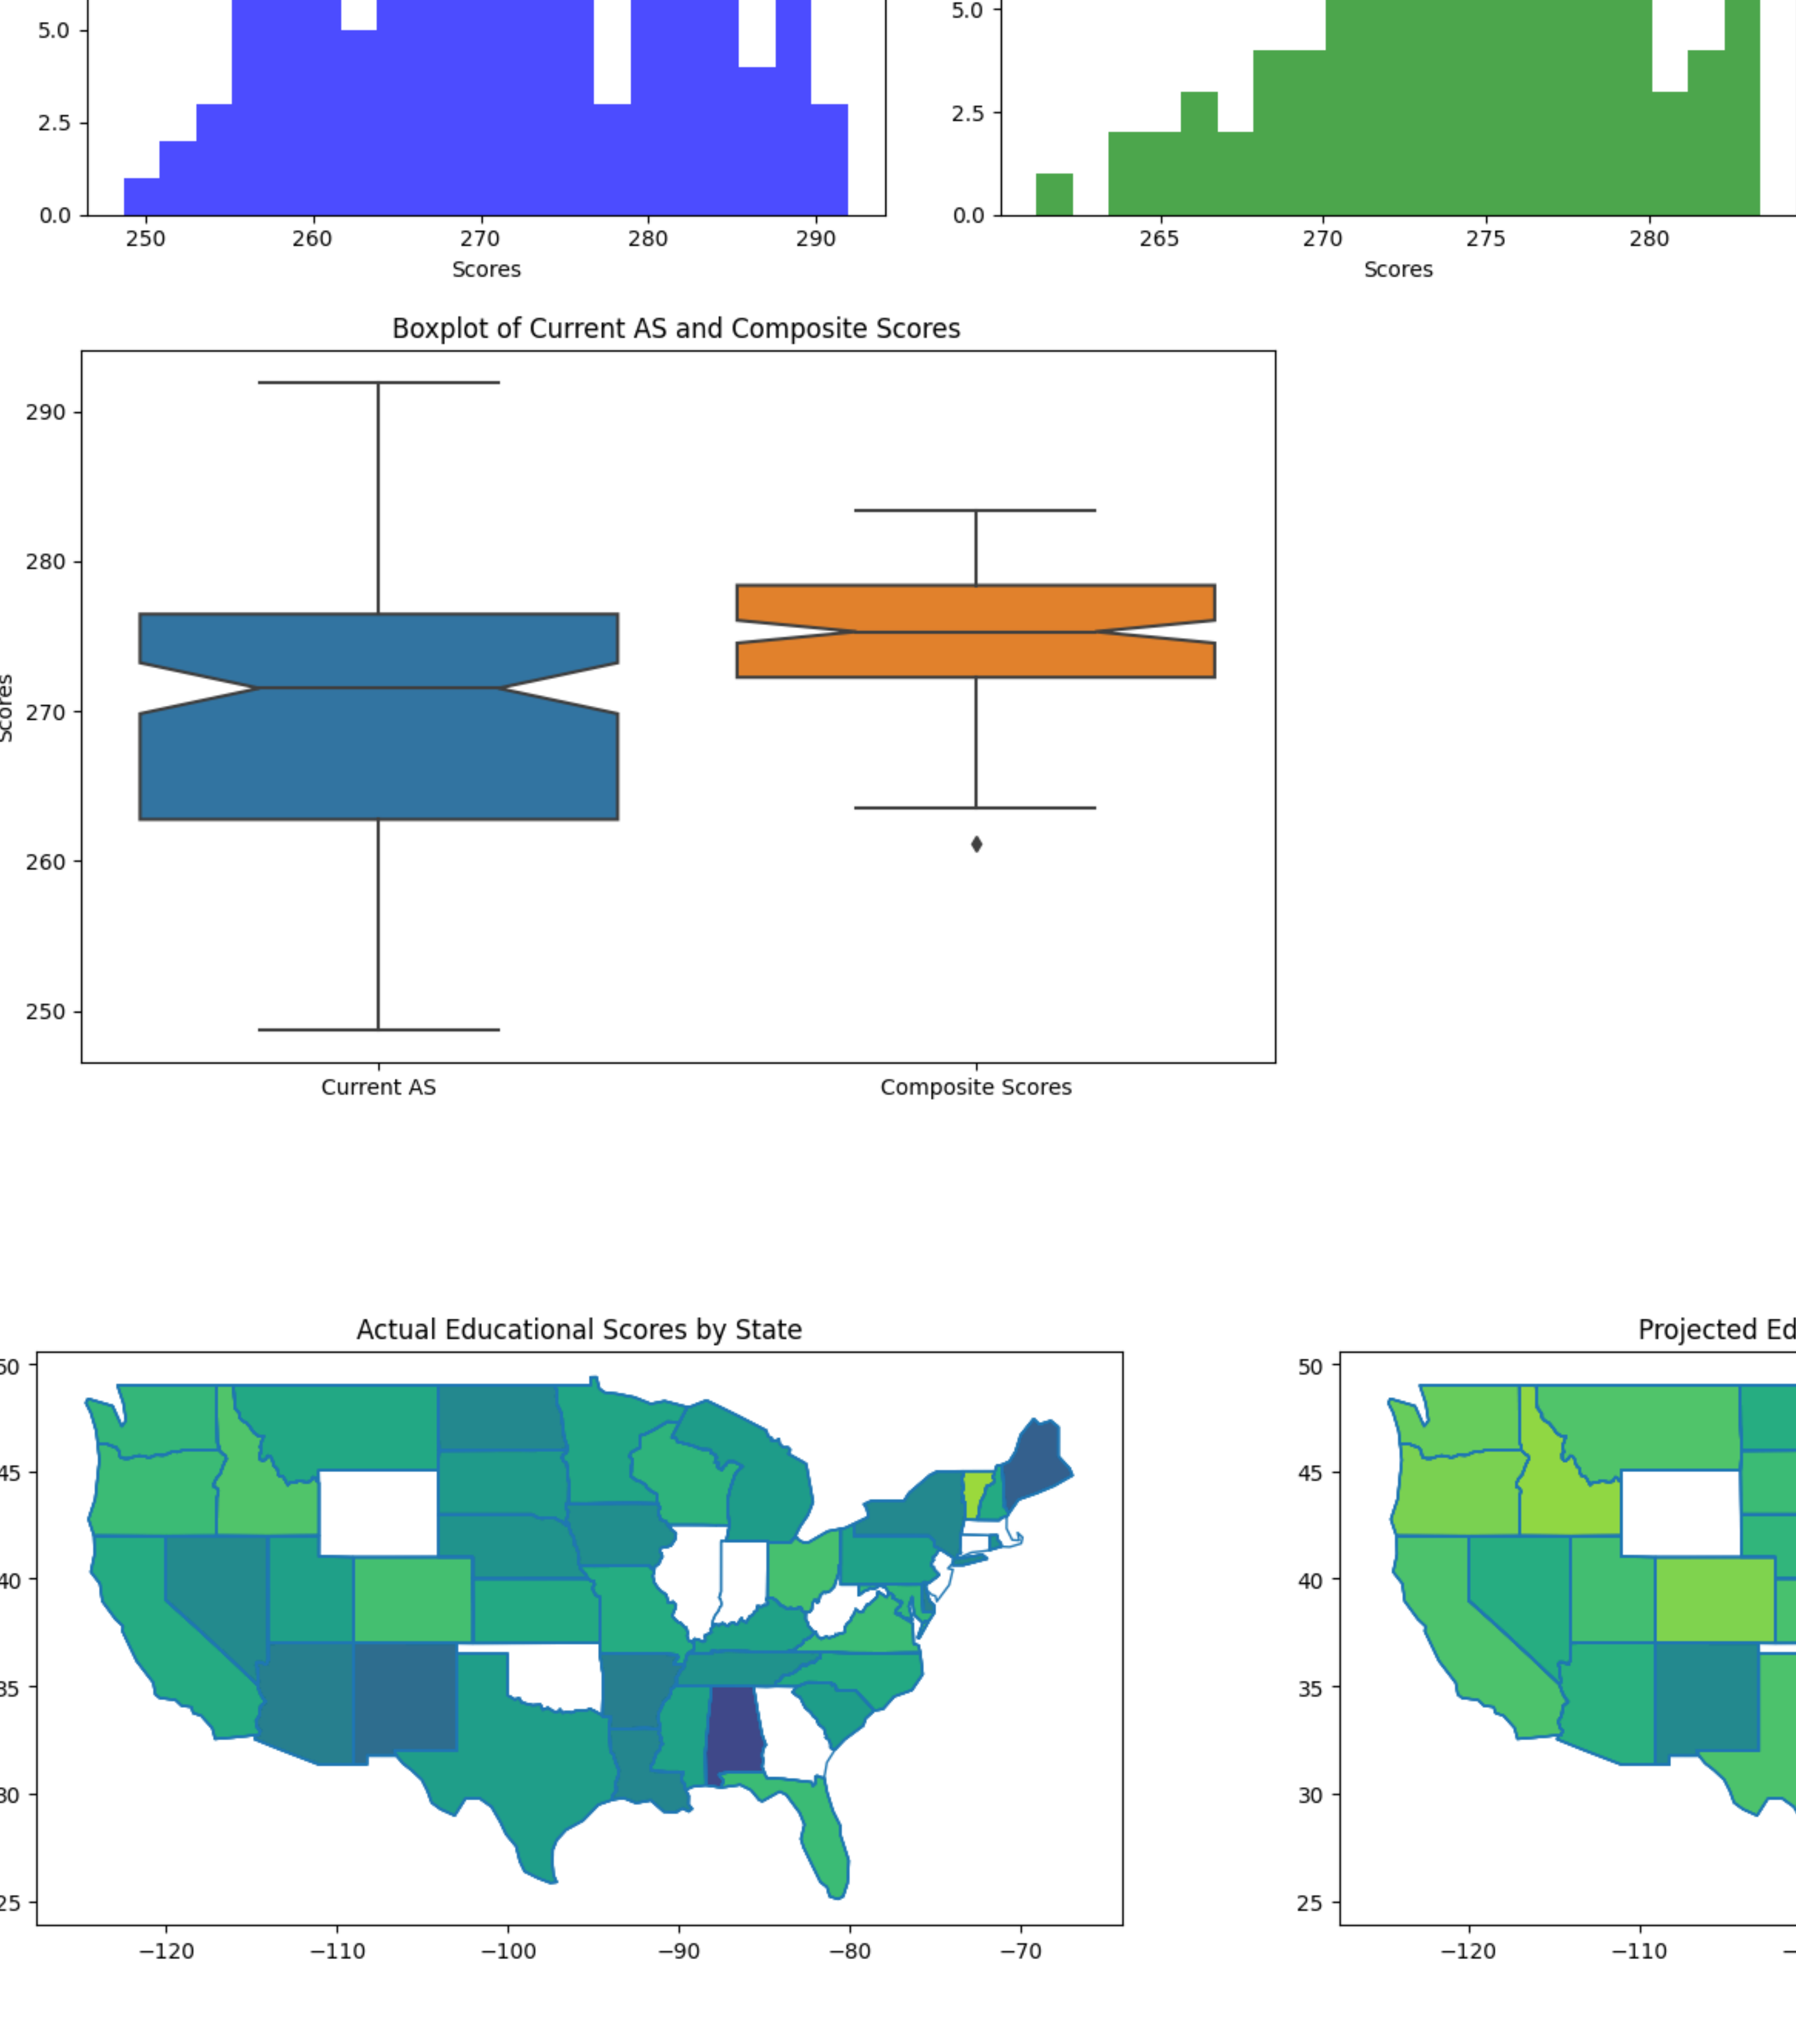 5.0
2.5
0.0
250 260 270 280 290
Scores
5.0
2.5
0.0
265 270 275 280
Scores
Boxplot of Current AS and Composite Scores
Scores
290
280
270
260
250
Current AS Composite Scores
Actual Educational Scores by State
50
45
40
35
30
25
−120 −110 −100 −90 −80 −70
Projected Ed
50
45
40
35
30
25
−120 −110